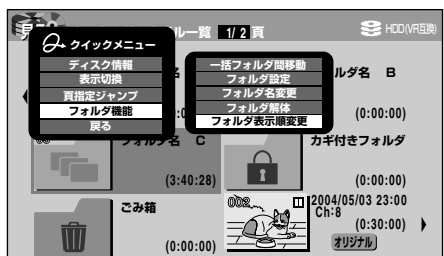 見
ル一覧 1/2 頁
HDD(VR互換)
クイックメニュー
ディスク情報
表示切換
頁指定ジャンプ
フォルダ機能
戻る
一括フォルダ間移動
フォルダ設定
フォルダ名変更
フォルダ解体
フォルダ表示順変更
名
ルダ名 B
(0:00:00)
フォルダ名 C
(3:40:28)
カギ付きフォルダ
(0:00:00)
ごみ箱
(0:00:00)
002
2004/05/03 23:00
Ch:8
(0:30:00)
オリジナル